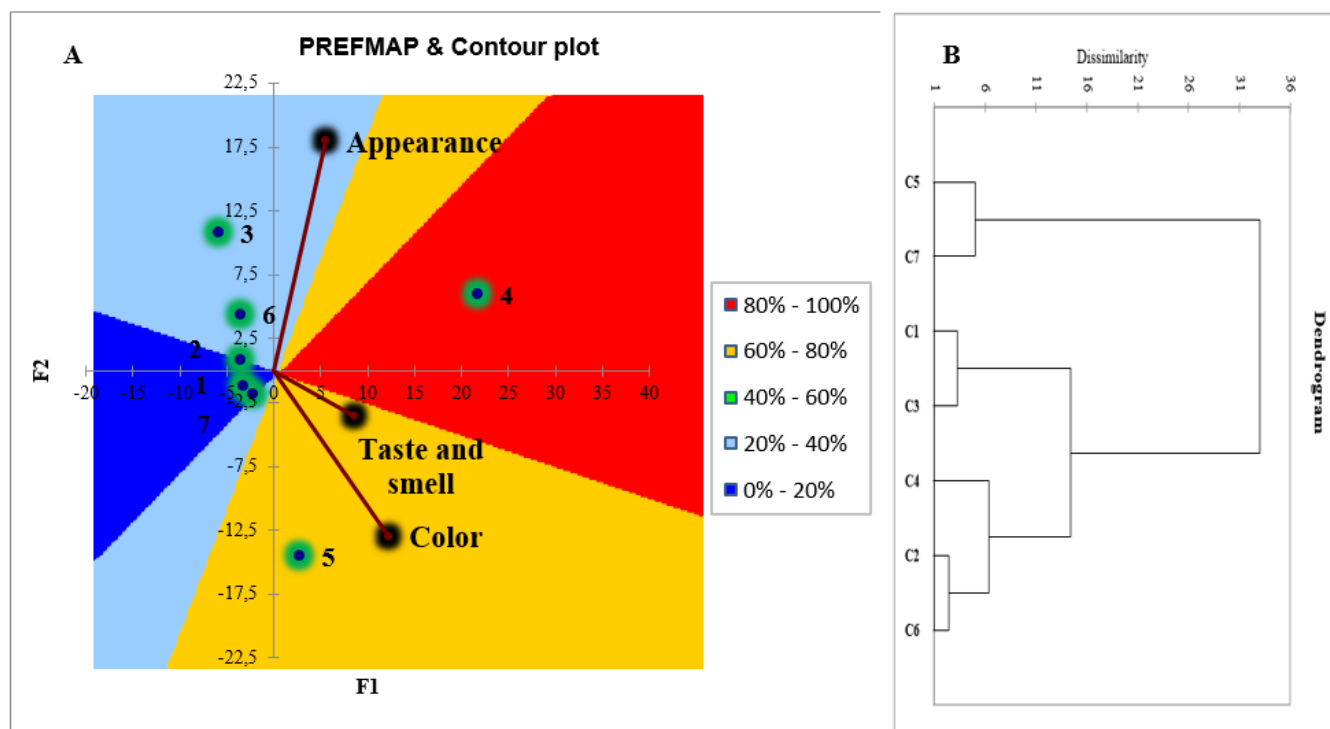 A
PREFMAP & Contour plot
22,5
17,5
12,5
7,5
2,5
-2,5
-7,5
-12,5
-17,5
-22,5
-20
-15
-10
-5
0
5
10
15
20
25
30
35
40
F2
F1
Appearance
Taste and
smell
Color
3
6
2
1
7
4
5
80% - 100%
60% - 80%
40% - 60%
20% - 40%
0% - 20%
B
Dissimilarity
1
6
11
16
21
26
31
36
C5
C7
C1
C3
C4
C2
C6
Dendrogram